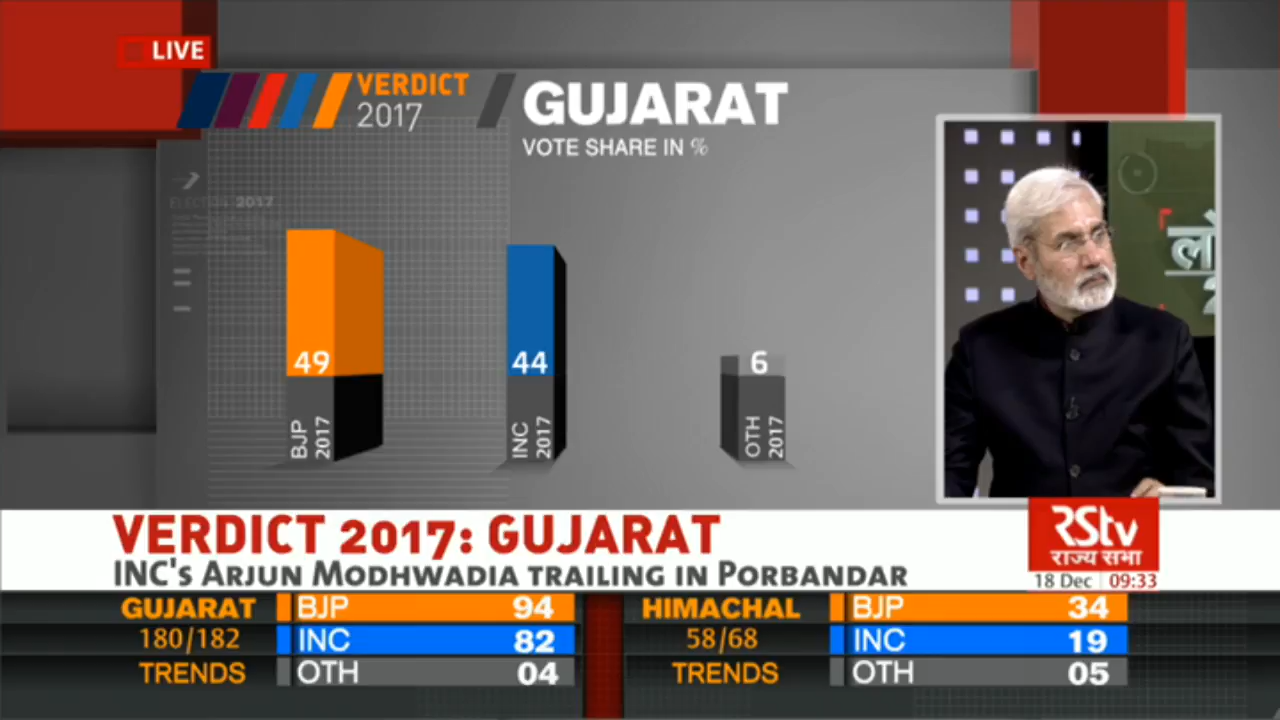 LIVE
VERDICT
2017
GUJARAT
VOTE SHARE IN %
ELECTION 2017
49
44
6
BJP
2017
INC
2017
OTH
2017
VERDICT 2017: GUJARAT
INC's ARJUN MODHWADIA TRAILING IN PORBANDAR
RStv
राज्य सभा
18 Dec 09:33
GUJARAT
180/182
TRENDS
BJP 94
INC 82
OTH 04
HIMACHAL
58/68
TRENDS
BJP 34
INC 19
OTH 05